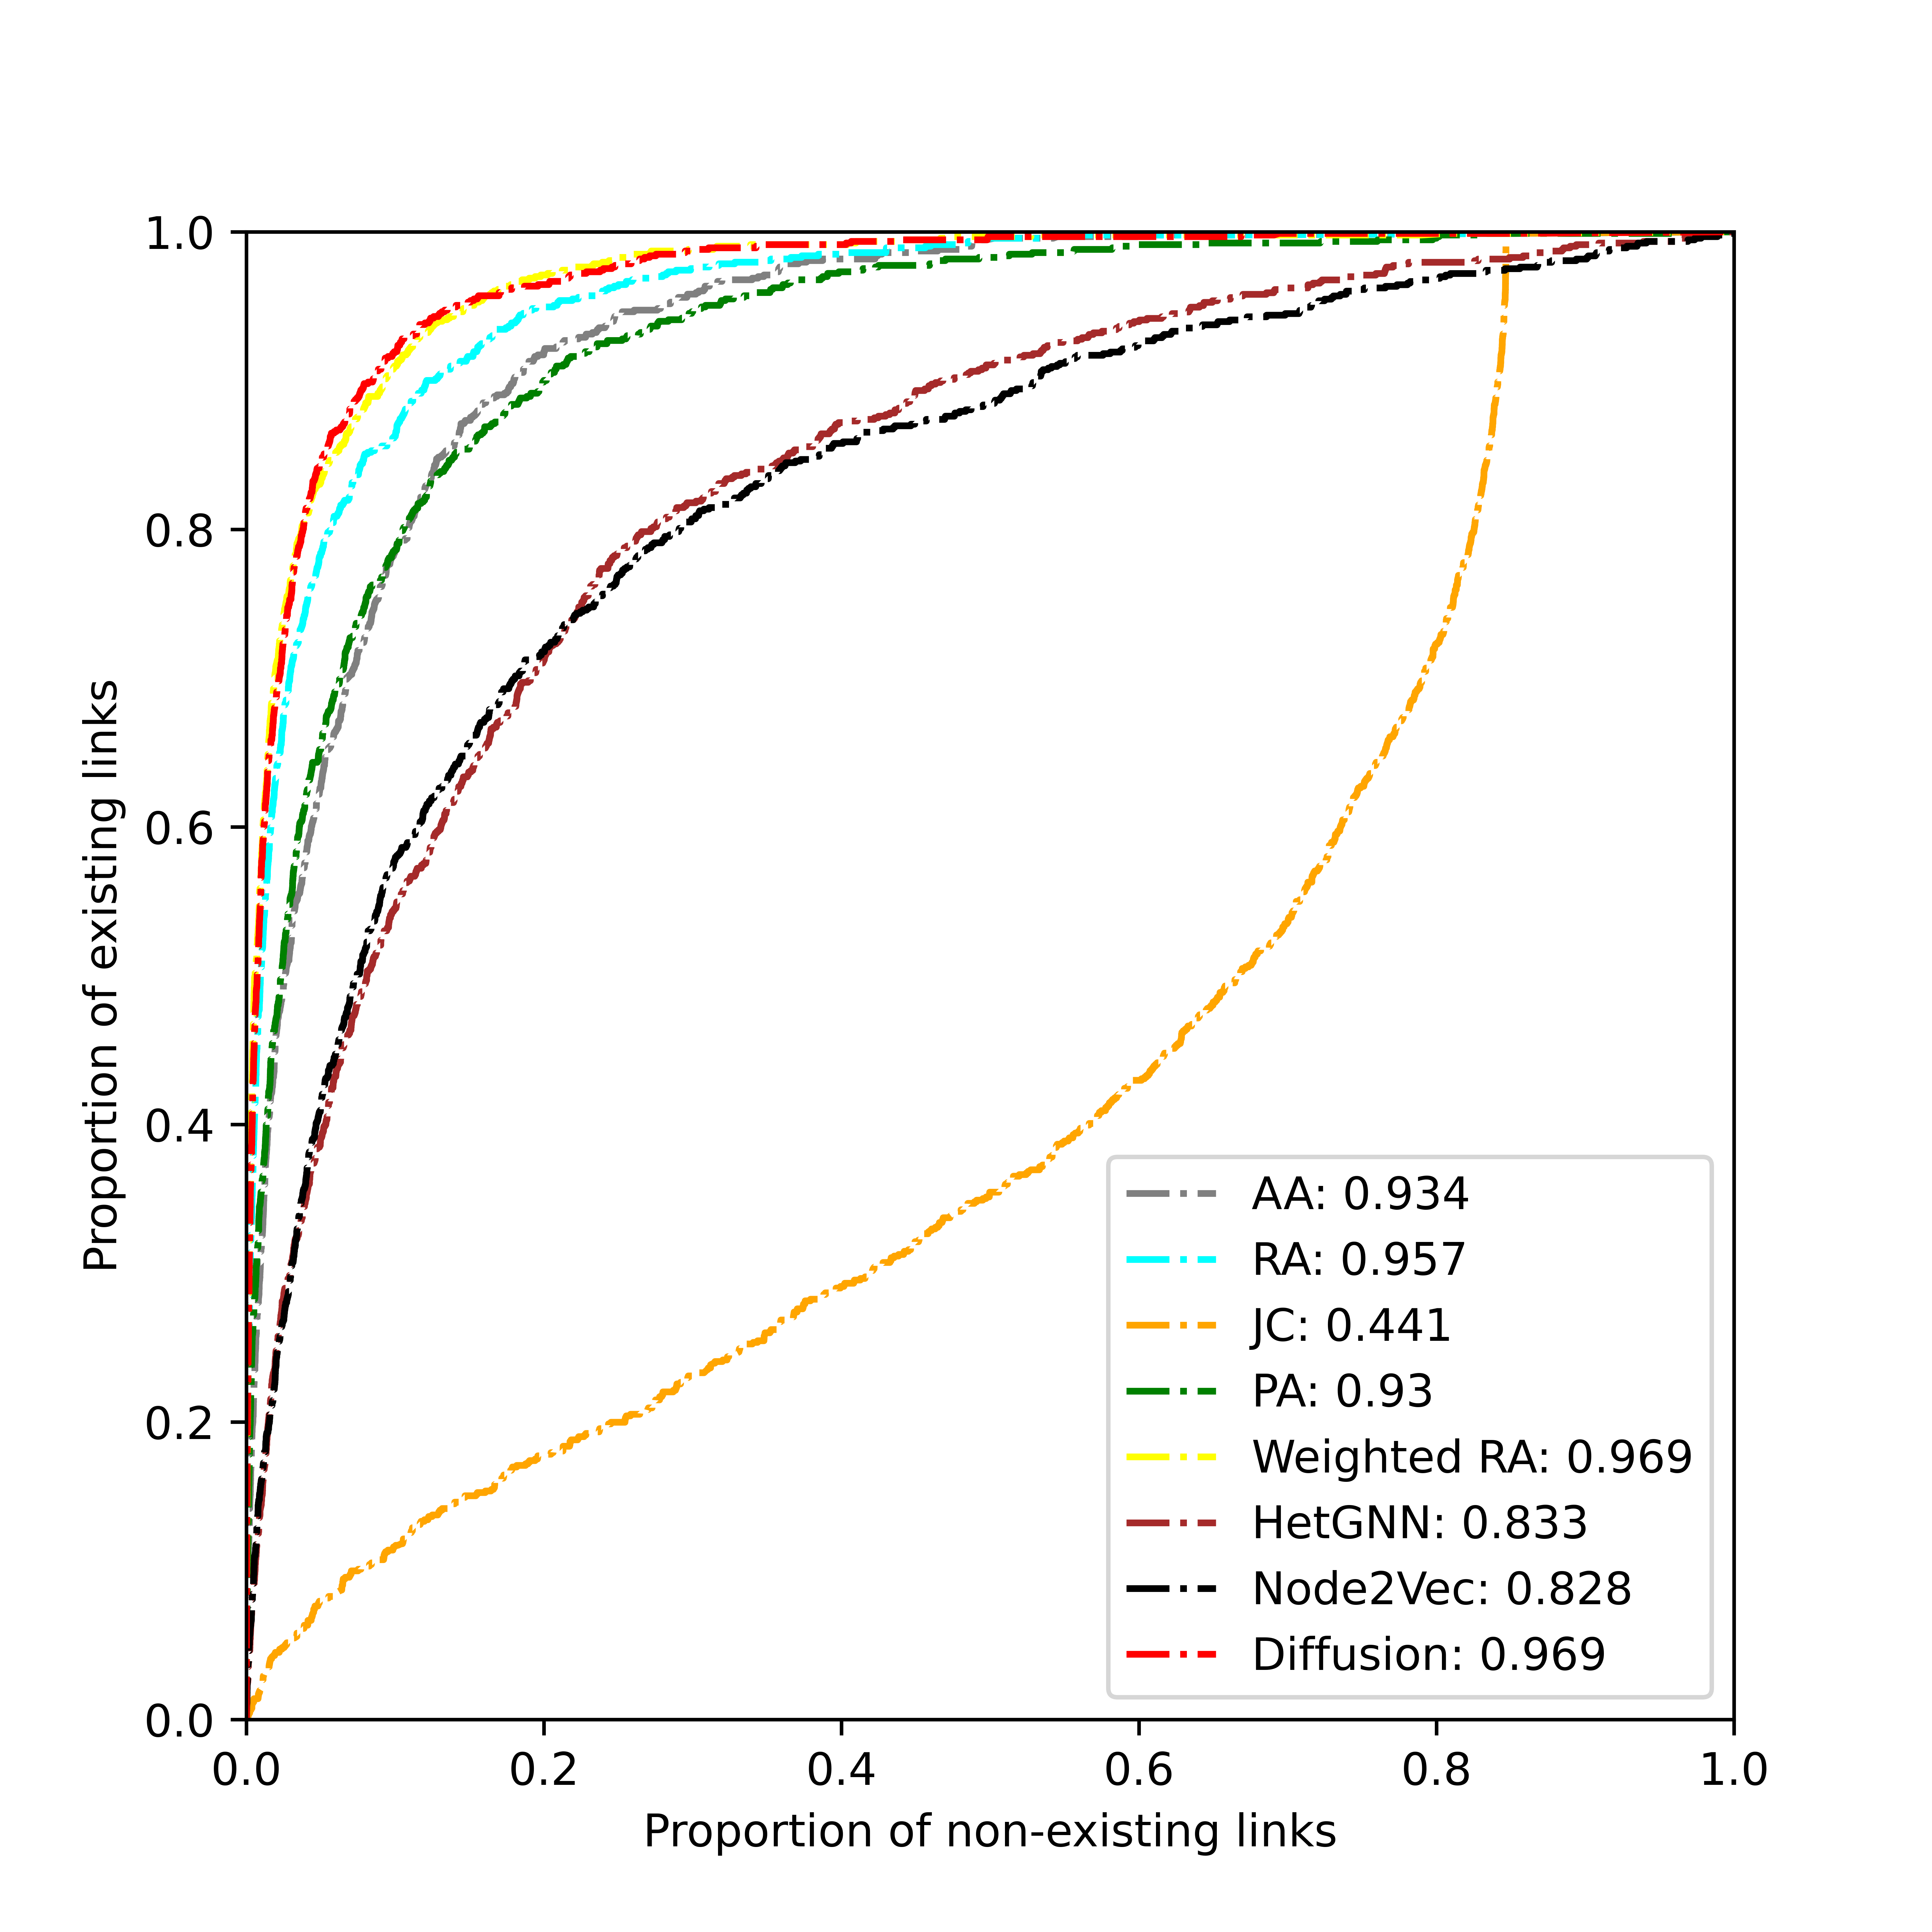 1.0
0.8
0.6
0.4
0.2
0.0
Proportion of existing links
AA: 0.934
RA: 0.957
JC: 0.441
PA: 0.93
Weighted RA: 0.969
HetGNN: 0.833
Node2Vec: 0.828
Diffusion: 0.969
0.0 0.2 0.4 0.6 0.8 1.0
Proportion of non-existing links